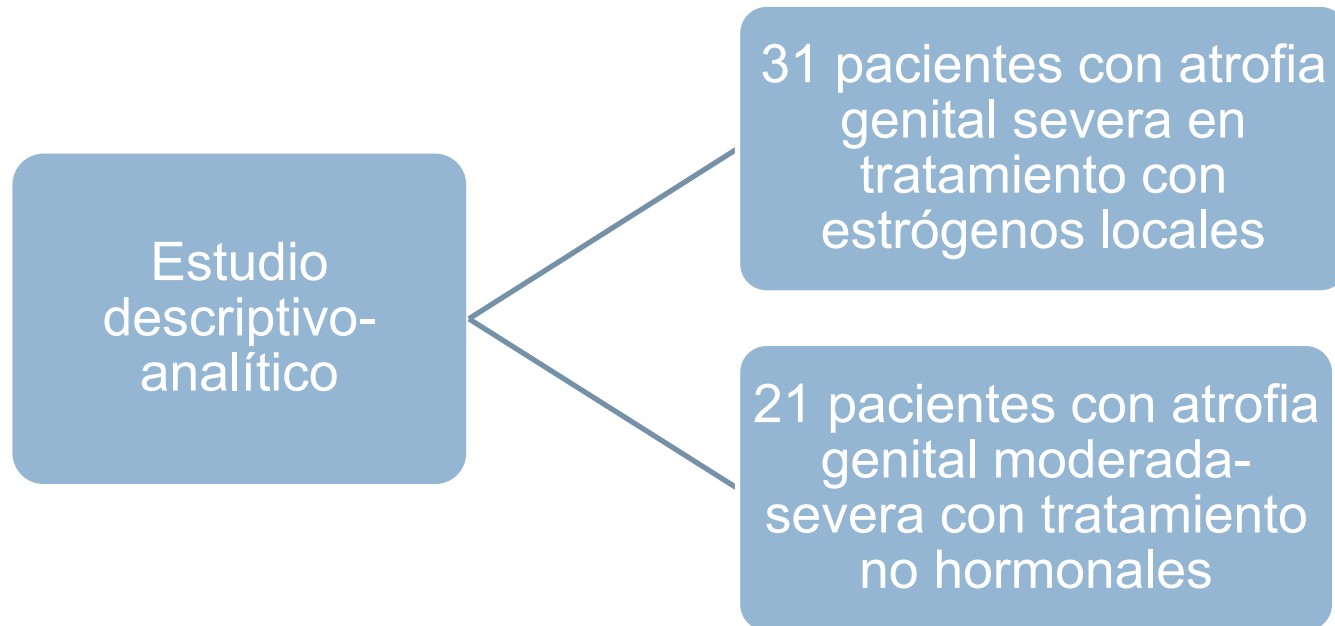 Estudio
descriptivo-
analítico
31 pacientes con atrofia
genital severa en
tratamiento con
estrógenos locales
21 pacientes con atrofia
genital moderada-
severa con tratamiento
no hormonales